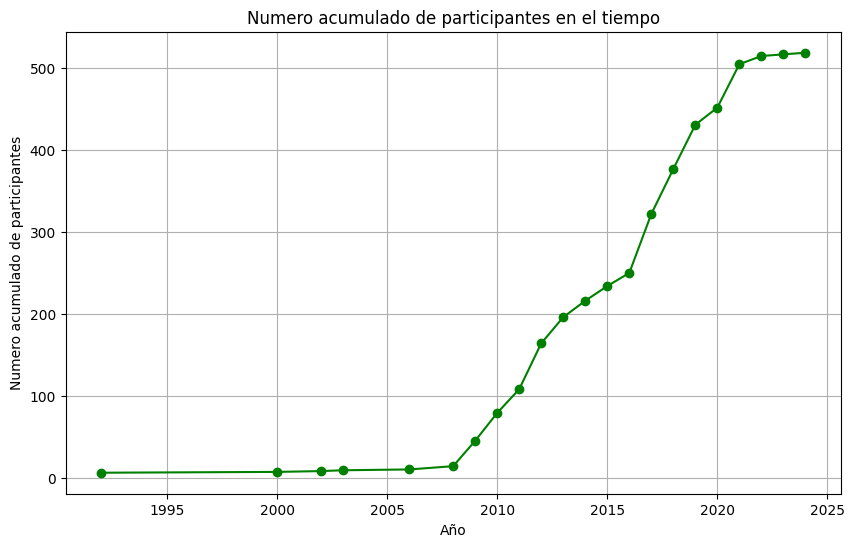 Numero acumulado de participantes en el tiempo
Numero acumulado de participantes
500
400
300
200
100
0
1995 2000 2005 2010 2015 2020 2025
Año